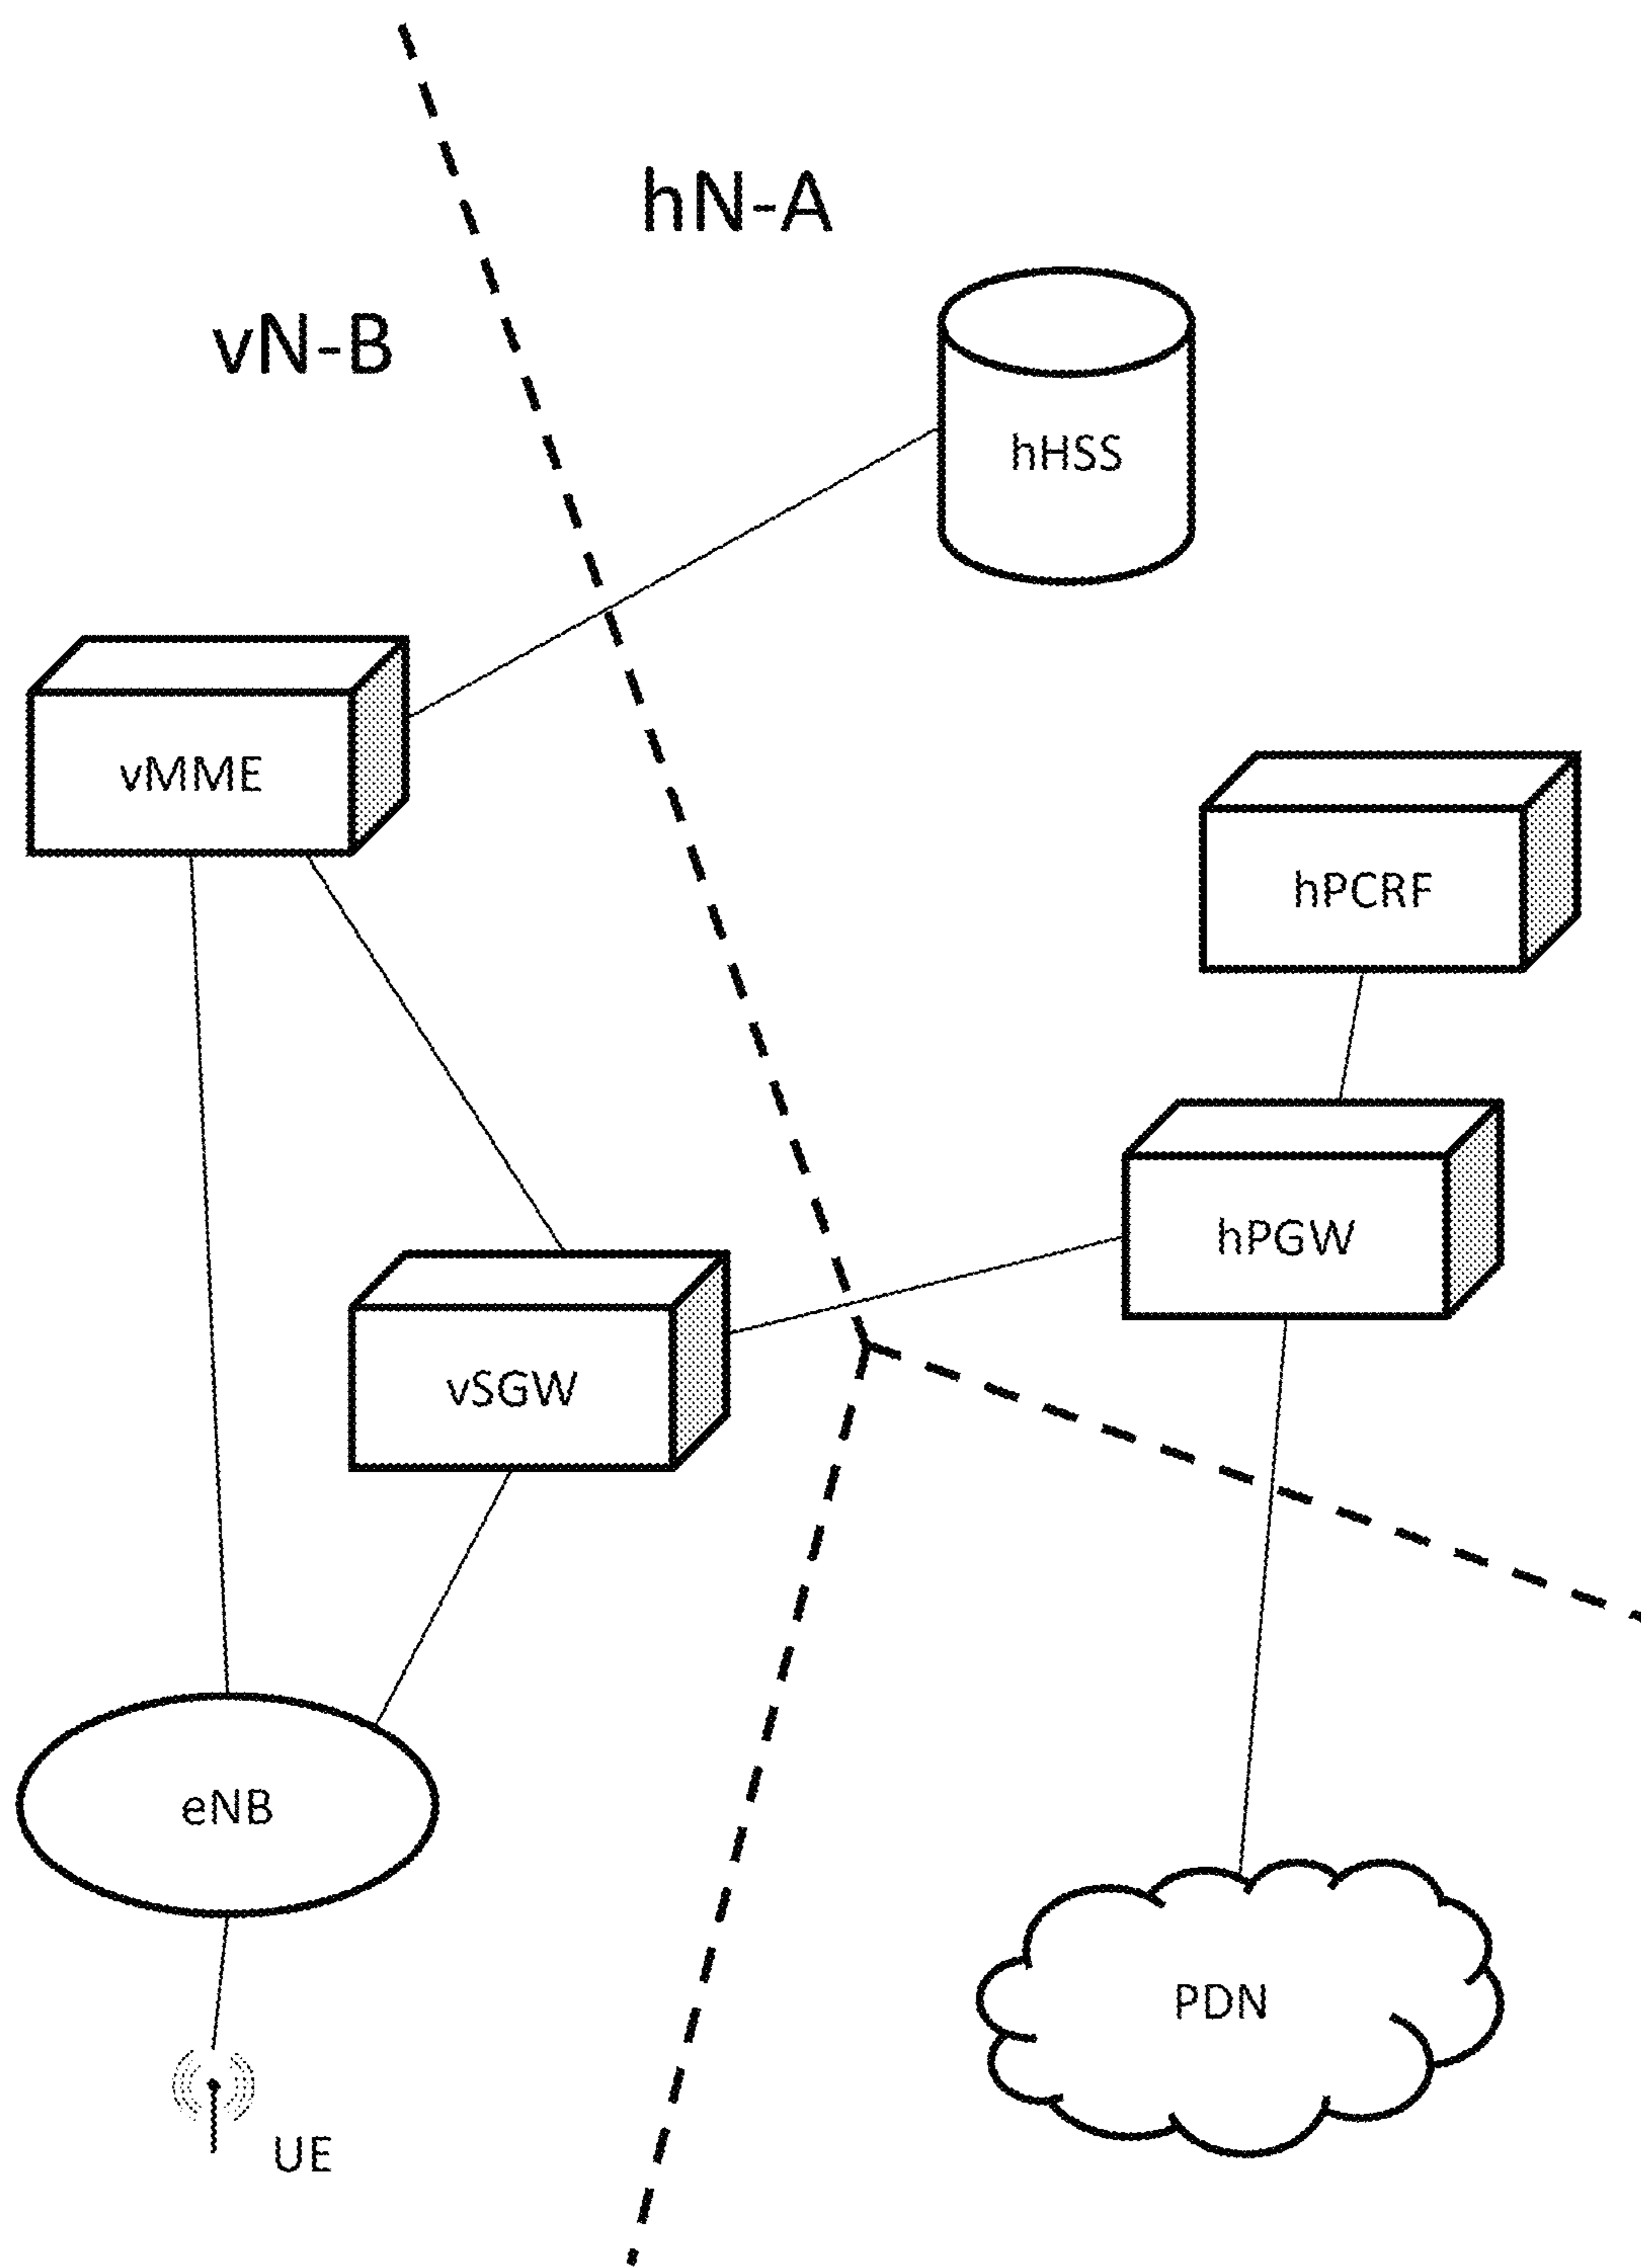 hN-A
vN-B
hHSS
vMME
hPCRF
hPGW
vSGW
eNB
PDN
UE